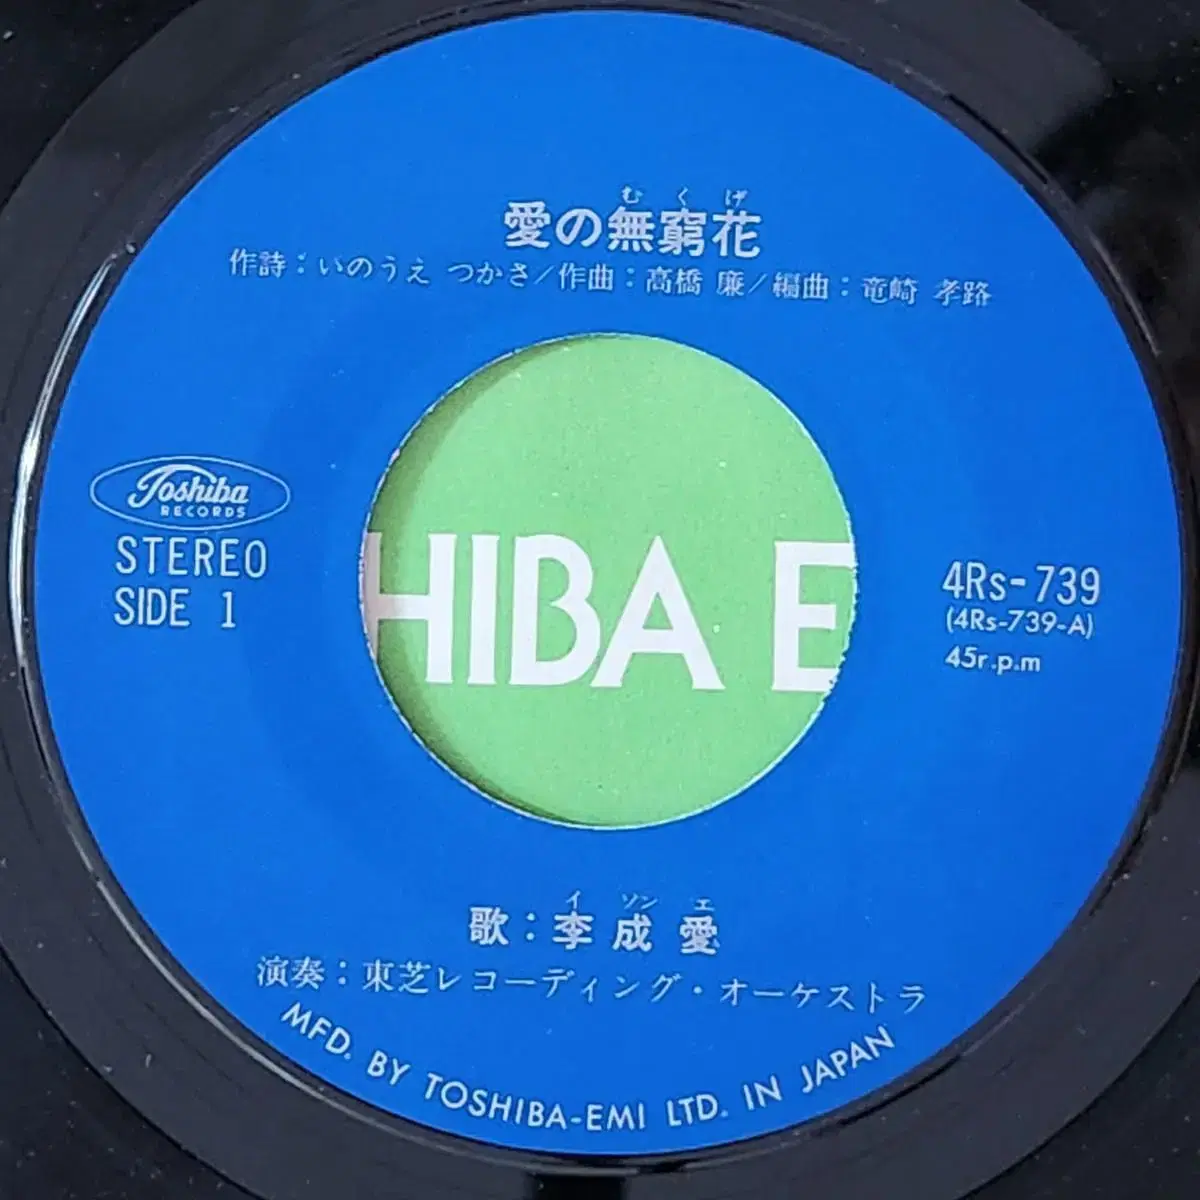 むくげ
愛の無窮花
作詩：いのうえ つかさ／作曲：高橋 廉／編曲：竜崎 孝路
Toshiba
RECORDS
STEREO
SIDE 1
HIBA E
4Rs-739
(4Rs-739-A)
45r.p.m
イ ソン エ
歌：李成愛
演奏：東芝レコーディング・オーケストラ
MFD. BY TOSHIBA-EMI LTD. IN JAPAN